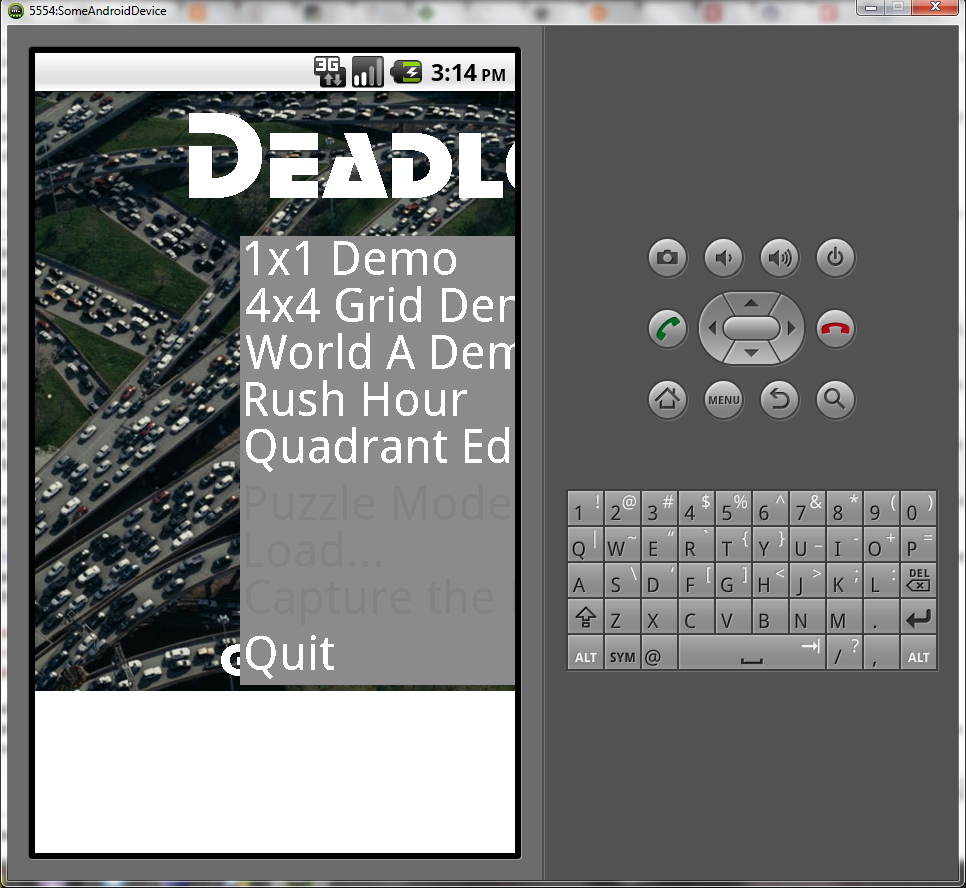 5554:SomeAndroidDevice
3G
3:14 PM
DEADL
1x1 Demo
4x4 Grid Der
World A Dem
Rush Hour
Quadrant Ed
Puzzle Mode
Load...
Capture the
Quit
MENU
1 ! 2 @ 3 # 4 $ 5 % 6 ^ 7 & 8 * 9 ( 0 )
Q | W ~ E “ R ` T { Y } U _ I - O + P =
A S \ D ‘ F [ G ] H < J > K ; L : DEL
Z X C V B N M .
ALT SYM @ / ? , ALT